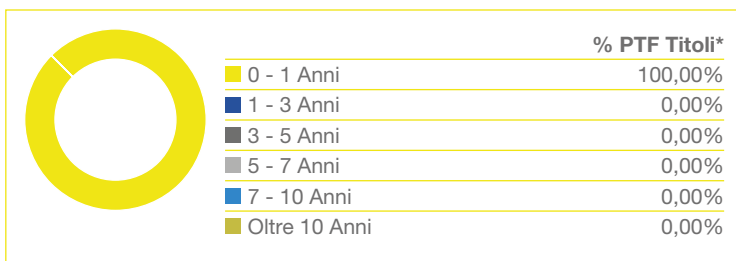 % PTF Titoli*
0 - 1 Anni 100,00%
1 - 3 Anni 0,00%
3 - 5 Anni 0,00%
5 - 7 Anni 0,00%
7 - 10 Anni 0,00%
Oltre 10 Anni 0,00%